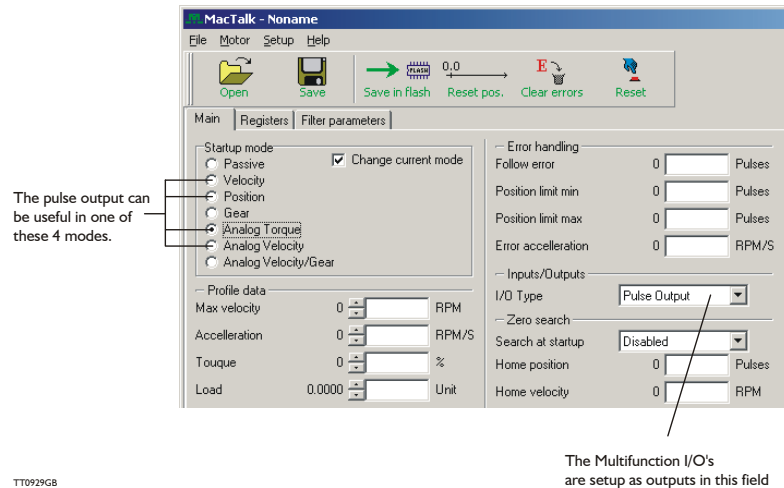 MacTalk - Noname
File Motor Setup Help
Open
Save
FLASH
Save in flash
0.0
Reset pos.
E
Clear errors
Reset
Main Registers Filter parameters
Startup mode
Passive
Change current mode
Velocity
Position
Gear
Analog Torque
Analog Velocity
Analog Velocity/Gear
The pulse output can
be useful in one of
these 4 modes.
Profile data
Max velocity 0 RPM
Accelleration 0 RPM/S
Touque 0 %
Load 0.0000 Unit
Error handling
Follow error 0 Pulses
Position limit min 0 Pulses
Position limit max 0 Pulses
Error accelleration 0 RPM/S
Inputs/Outputs
I/O Type Pulse Output
Zero search
Search at startup Disabled
Home position 0 Pulses
Home velocity 0 RPM
The Multifunction I/O's
are setup as outputs in this field
TT0929GB